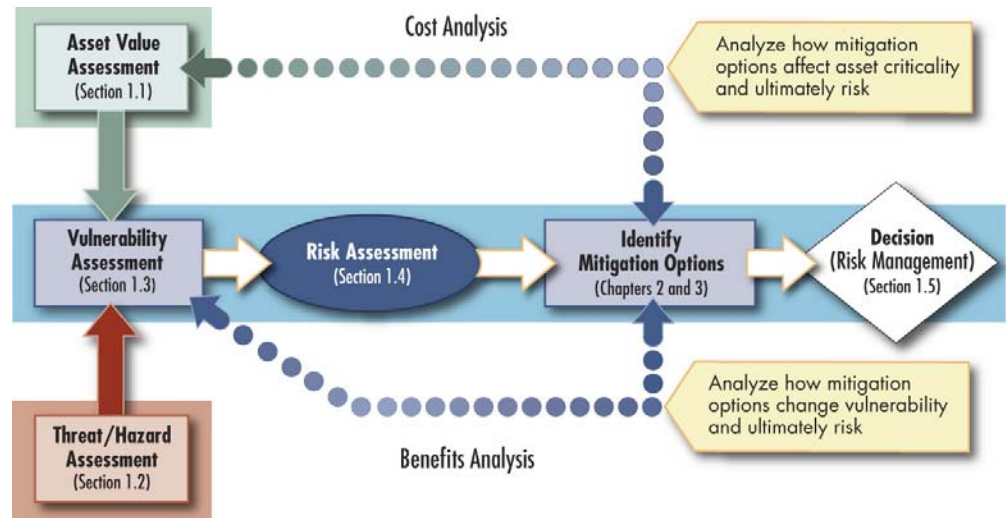 Cost Analysis
Asset Value
Assessment
(Section 1.1)
Analyze how mitigation
options affect asset criticality
and ultimately risk
Vulnerability
Assessment
(Section 1.3)
Risk Assessment
(Section 1.4)
Identify
Mitigation Options
(Chapters 2 and 3)
Decision
(Risk Management)
(Section 1.5)
Analyze how mitigation
options change vulnerability
and ultimately risk
Threat/Hazard
Assessment
(Section 1.2)
Benefits Analysis